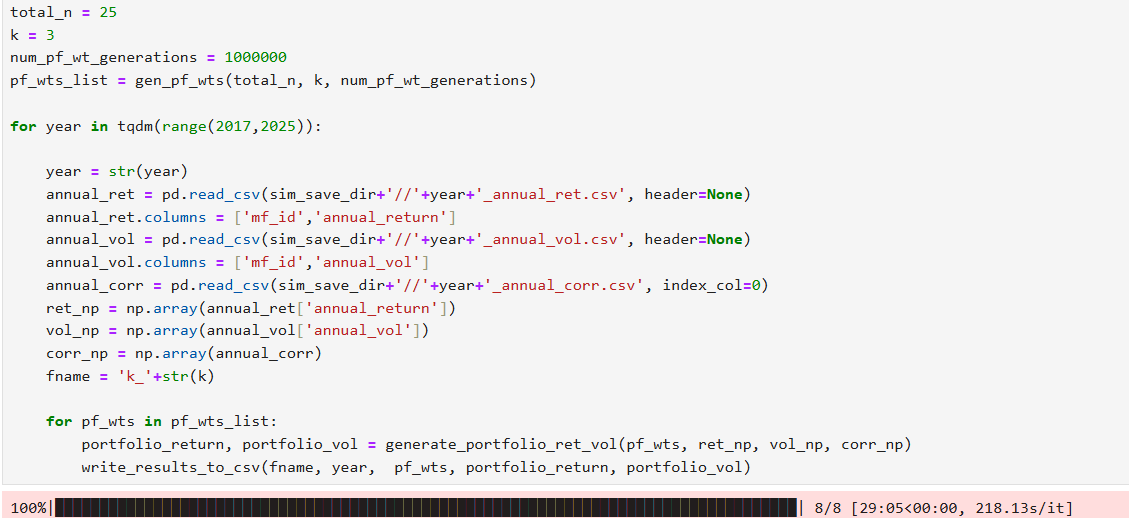 total_n = 25
k = 3
num_pf_wt_generations = 1000000
pf_wts_list = gen_pf_wts(total_n, k, num_pf_wt_generations)

for year in tqdm(range(2017,2025)):

    year = str(year)
    annual_ret = pd.read_csv(sim_save_dir+'//'+year+'_annual_ret.csv', header=None)
    annual_ret.columns = ['mf_id','annual_return']
    annual_vol = pd.read_csv(sim_save_dir+'//'+year+'_annual_vol.csv', header=None)
    annual_vol.columns = ['mf_id','annual_vol']
    annual_corr = pd.read_csv(sim_save_dir+'//'+year+'_annual_corr.csv', index_col=0)
    ret_np = np.array(annual_ret['annual_return'])
    vol_np = np.array(annual_vol['annual_vol'])
    corr_np = np.array(annual_corr)
    fname = 'k_'+str(k)

    for pf_wts in pf_wts_list:
        portfolio_return, portfolio_vol = generate_portfolio_ret_vol(pf_wts, ret_np, vol_np, corr_np)
        write_results_to_csv(fname, year,  pf_wts, portfolio_return, portfolio_vol)
100%| | 8/8 [29:05<00:00, 218.13s/it]